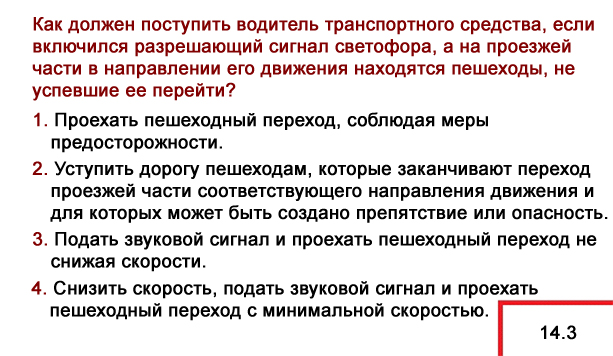 Как должен поступить водитель транспортного средства, если
включился разрешающий сигнал светофора, а на проезжей
части в направлении его движения находятся пешеходы, не
успевшие ее перейти?
1. Проехать пешеходный переход, соблюдая меры
предосторожности.
2. Уступить дорогу пешеходам, которые заканчивают переход
проезжей части соответствующего направления движения и
для которых может быть создано препятствие или опасность.
3. Подать звуковой сигнал и проехать пешеходный переход не
снижая скорости.
4. Снизить скорость, подать звуковой сигнал и проехать
пешеходный переход с минимальной скоростью.
14.3